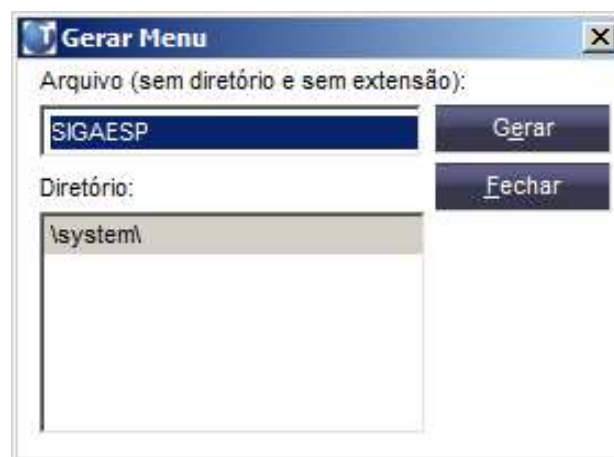 Gerar Menu
Arquivo (sem diretório e sem extensão):
SIGAESP
Gerar
Diretório:
Fechar
\system\